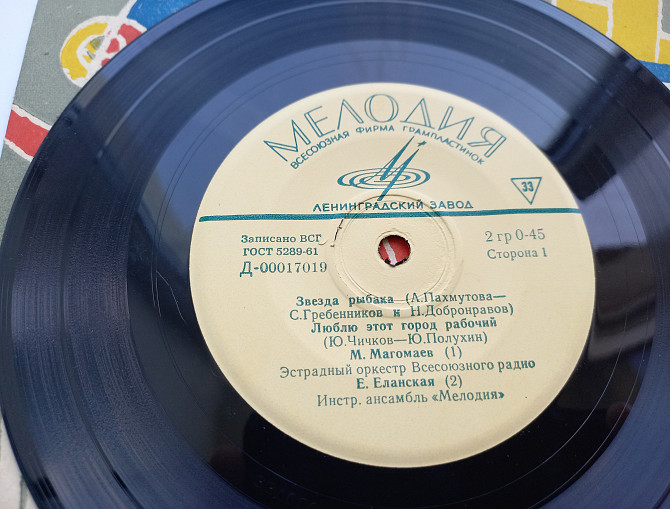 МЕЛОДИЯ
ВСЕСОЮЗНАЯ ФИРМА ГРАМПЛАСТИНОК
33
ЛЕНИНГРАДСКИЙ ЗАВОД
Записано ВСГ
ГОСТ 5289-61
Д-00017019
2 гр 0-45
Сторона 1
Звезда рыбака (А.Пахмутова—
С.Гребенников и Н.Добронравов)
Люблю этот город рабочий
(Ю.Чичков—Ю.Полухин)
М. Магомаев (1)
Эстрадный оркестр Всесоюзного радио
Е. Еланская (2)
Инстр. ансамбль «Мелодия»